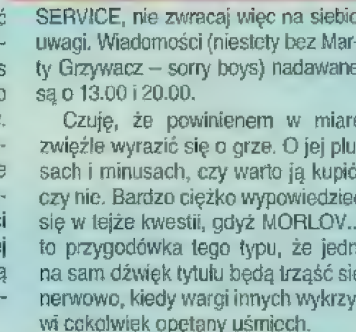 SERVICE, nie zwracaj więc na siebie
uwagi. Wiadomości (niestety bez Mar-
ty Grzywacz – sorry boys) nadawane
są o 13.00 i 20.00.
Czuję, że powinienem w miarę
zwięźle wyrazić się o grze. O jej plu-
sach i minusach, czy warto ją kupić
czy nie. Bardzo ciężko wypowiedzieć
się w tejże kwestii, gdyż MORLOV...
to przygodówka tego typu, że jedni
na sam dźwięk tytułu będą trząść się
nerwowo, kiedy wargi innych wykrzy-
wi cokolwiek opętany uśmiech.